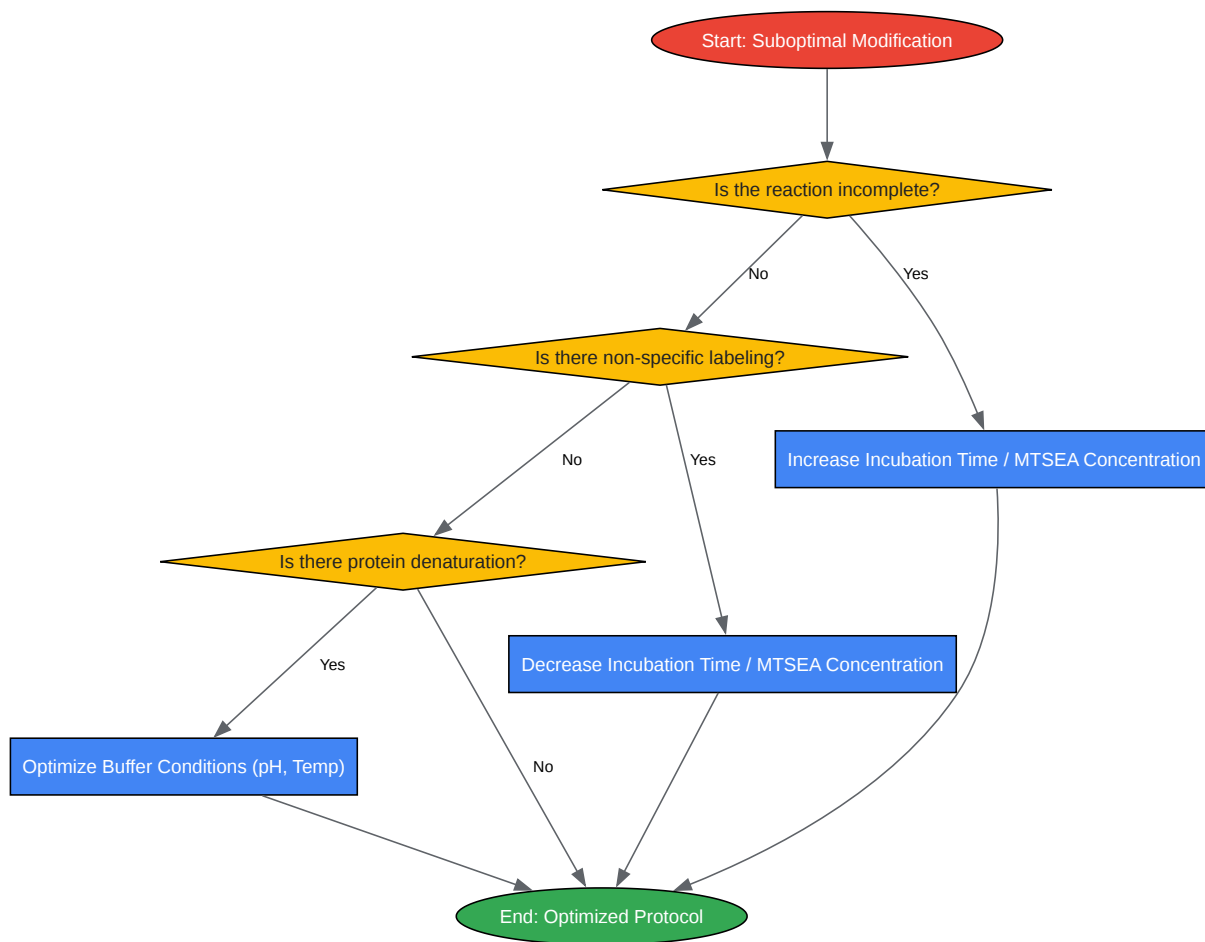 Start: Suboptimal Modification
Is the reaction incomplete?
No
Yes
Is there non-specific labeling?
Increase Incubation Time / MTSEA Concentration
No
Yes
Is there protein denaturation?
Decrease Incubation Time / MTSEA Concentration
Yes
Optimize Buffer Conditions (pH, Temp)
No
End: Optimized Protocol